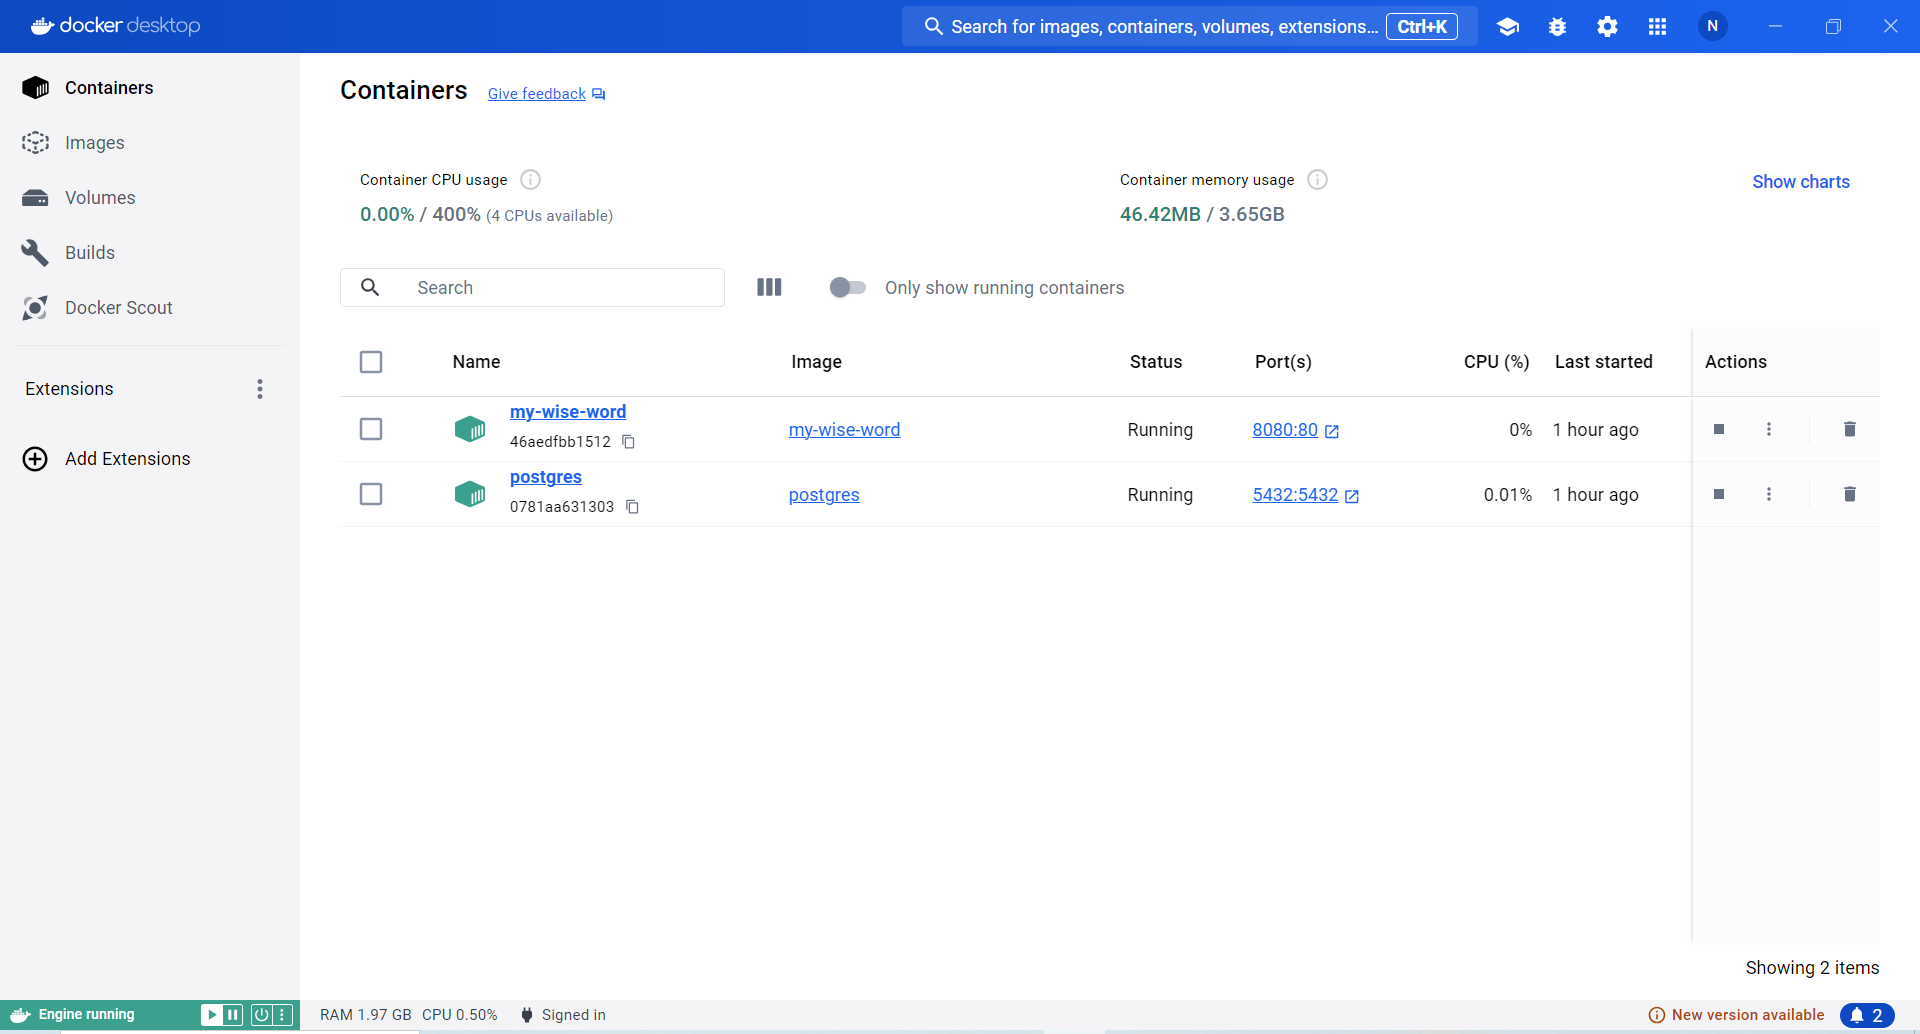 docker desktop
Search for images, containers, volumes, extensions... Ctrl+K
N
Containers
Images
Volumes
Builds
Docker Scout
Extensions
Add Extensions
Containers Give feedback
Container CPU usage
0.00% / 400% (4 CPUs available)
Container memory usage
46.42MB / 3.65GB
Show charts
Search
Only show running containers
Name Image Status Port(s) CPU (%) Last started Actions
my-wise-word
46aedfbb1512
my-wise-word Running 8080:80 0% 1 hour ago
postgres
0781aa631303
postgres Running 5432:5432 0.01% 1 hour ago
Showing 2 items
Engine running
RAM 1.97 GB CPU 0.50% Signed in
New version available 2